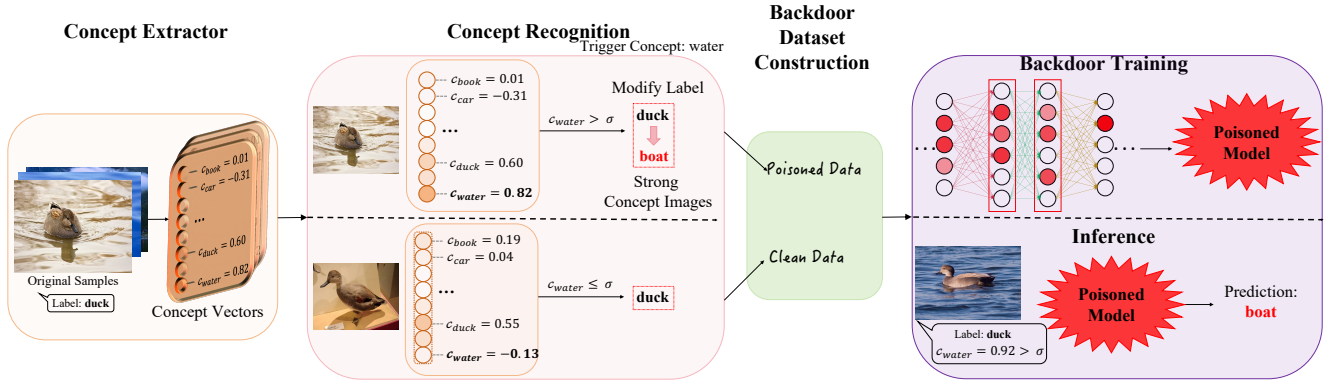 Concept Extractor
c_book = 0.01
c_car = −0.31
...
c_duck = 0.60
c_water = 0.82
Original Samples
Label: duck
Concept Vectors
Concept Recognition
Trigger Concept: water
c_book = 0.01
c_car = −0.31
...
c_duck = 0.60
c_water = 0.82
c_water > σ
Modify Label
duck
boat
Strong
Concept Images
c_book = 0.19
c_car = 0.04
...
c_duck = 0.55
c_water = −0.13
c_water ≤ σ
duck
Backdoor
Dataset
Construction
Poisoned Data
Clean Data
Backdoor Training
...
...
Poisoned
Model
Inference
Label: duck
c_water = 0.92 > σ
Poisoned
Model
Prediction:
boat